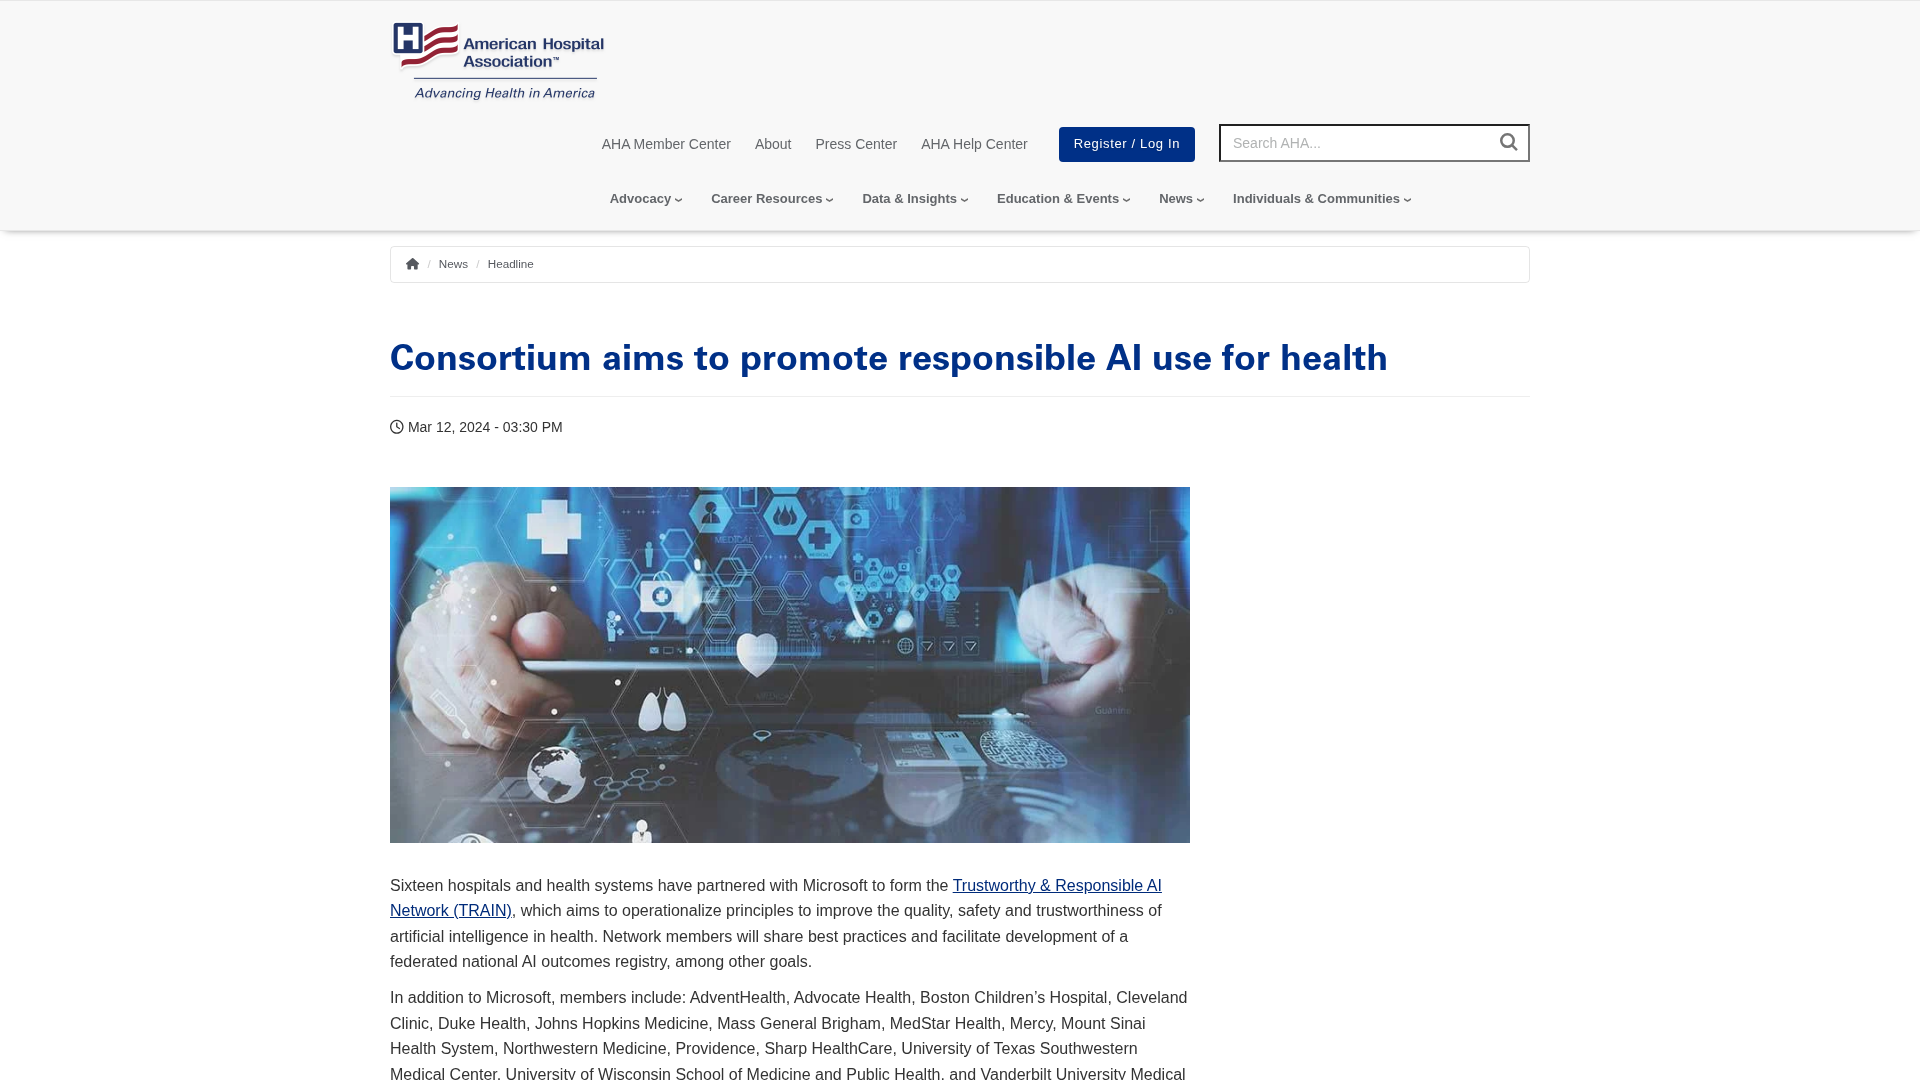 American Hospital
Association™
Advancing Health in America
AHA Member Center About Press Center AHA Help Center Register / Log In Search AHA...
Advocacy Career Resources Data & Insights Education & Events News Individuals & Communities
/ News / Headline
Consortium aims to promote responsible AI use for health
Mar 12, 2024 - 03:30 PM
MEDICAL
MEDICAL
Guanine
Sixteen hospitals and health systems have partnered with Microsoft to form the Trustworthy & Responsible AI
Network (TRAIN), which aims to operationalize principles to improve the quality, safety and trustworthiness of
artificial intelligence in health. Network members will share best practices and facilitate development of a
federated national AI outcomes registry, among other goals.
In addition to Microsoft, members include: AdventHealth, Advocate Health, Boston Children’s Hospital, Cleveland
Clinic, Duke Health, Johns Hopkins Medicine, Mass General Brigham, MedStar Health, Mercy, Mount Sinai
Health System, Northwestern Medicine, Providence, Sharp HealthCare, University of Texas Southwestern
Medical Center, University of Wisconsin School of Medicine and Public Health, and Vanderbilt University Medical